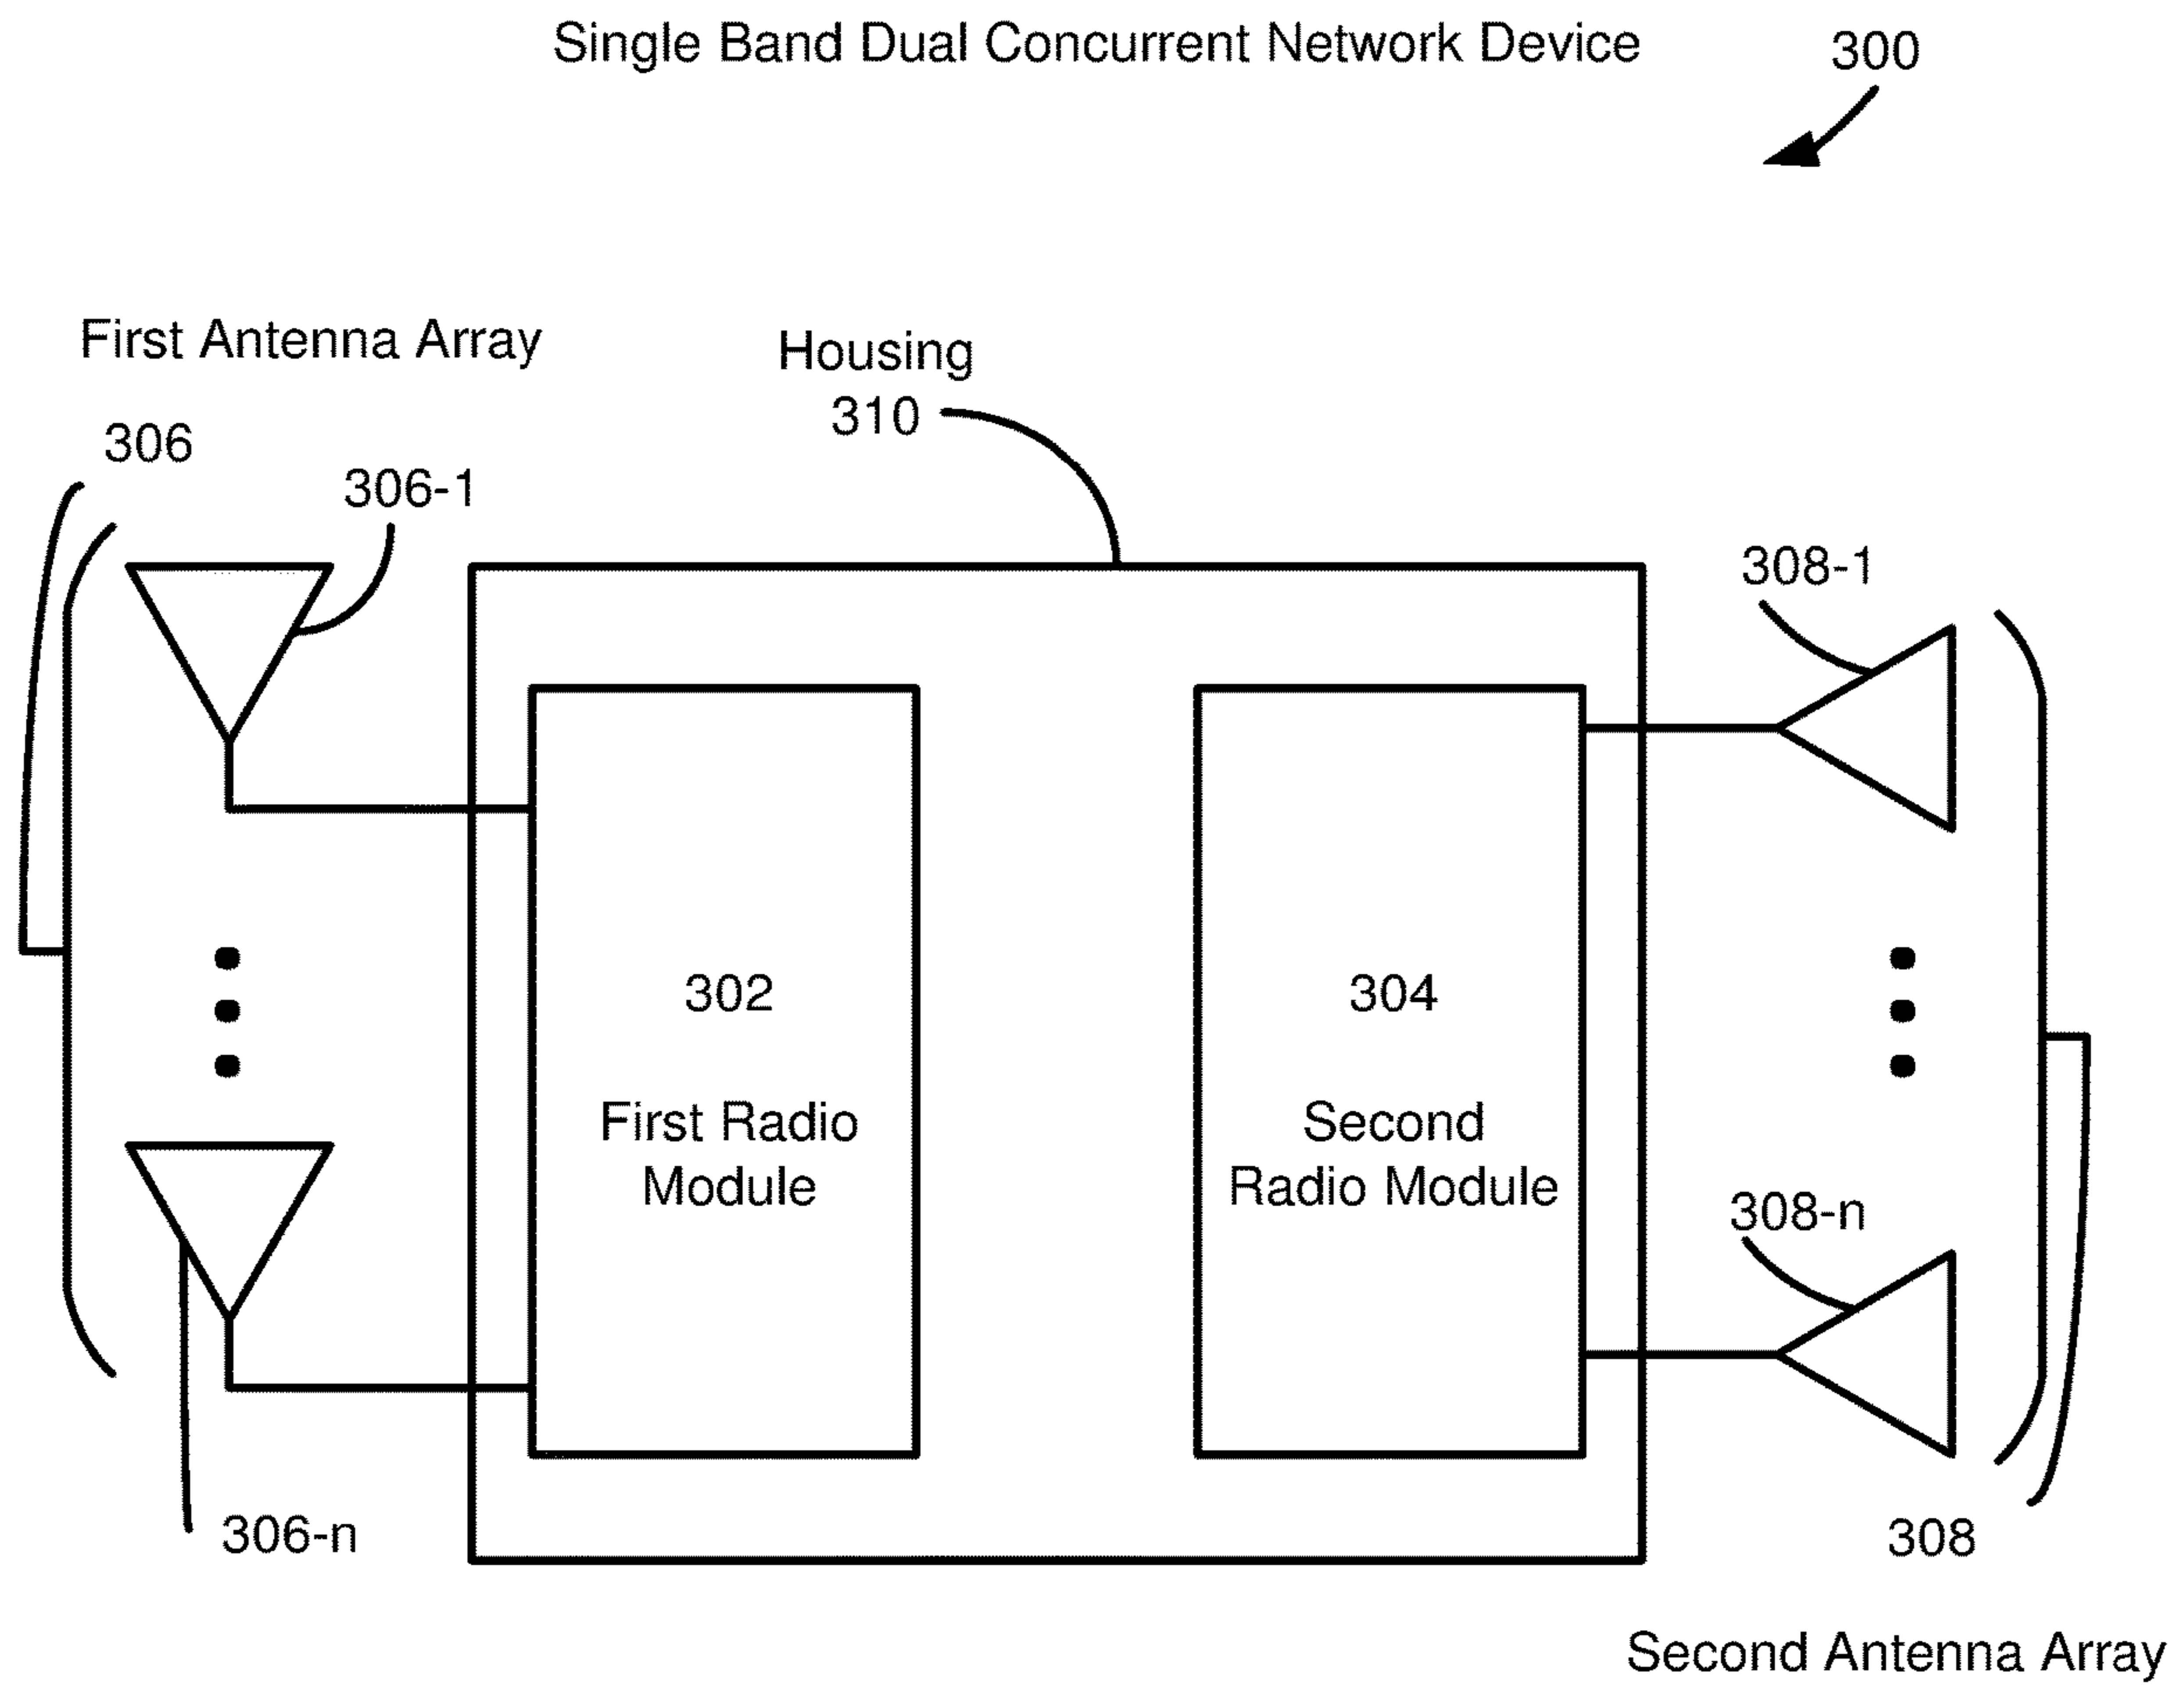 Single Band Dual Concurrent Network Device
300
First Antenna Array
Housing
310
306
306-1
308-1
302
First Radio
Module
304
Second
Radio Module
308-n
306-n
308
Second Antenna Array